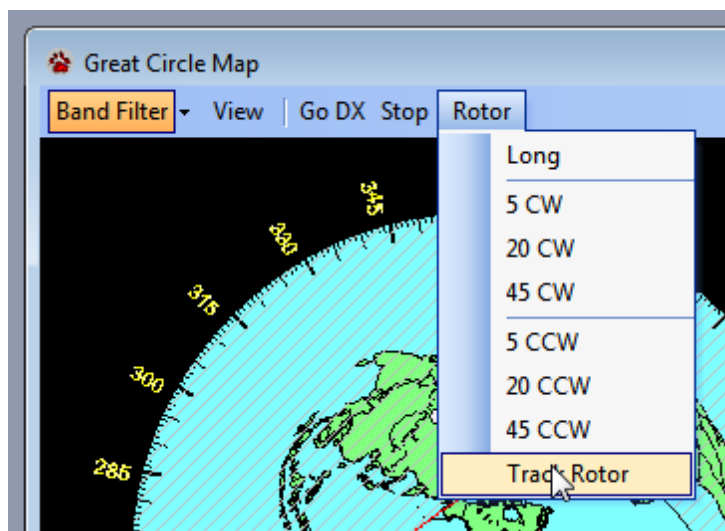 Great Circle Map
Band Filter View Go DX Stop Rotor
Long
5 CW
20 CW
45 CW
5 CCW
20 CCW
45 CCW
Track Rotor
345
330
315
300
285